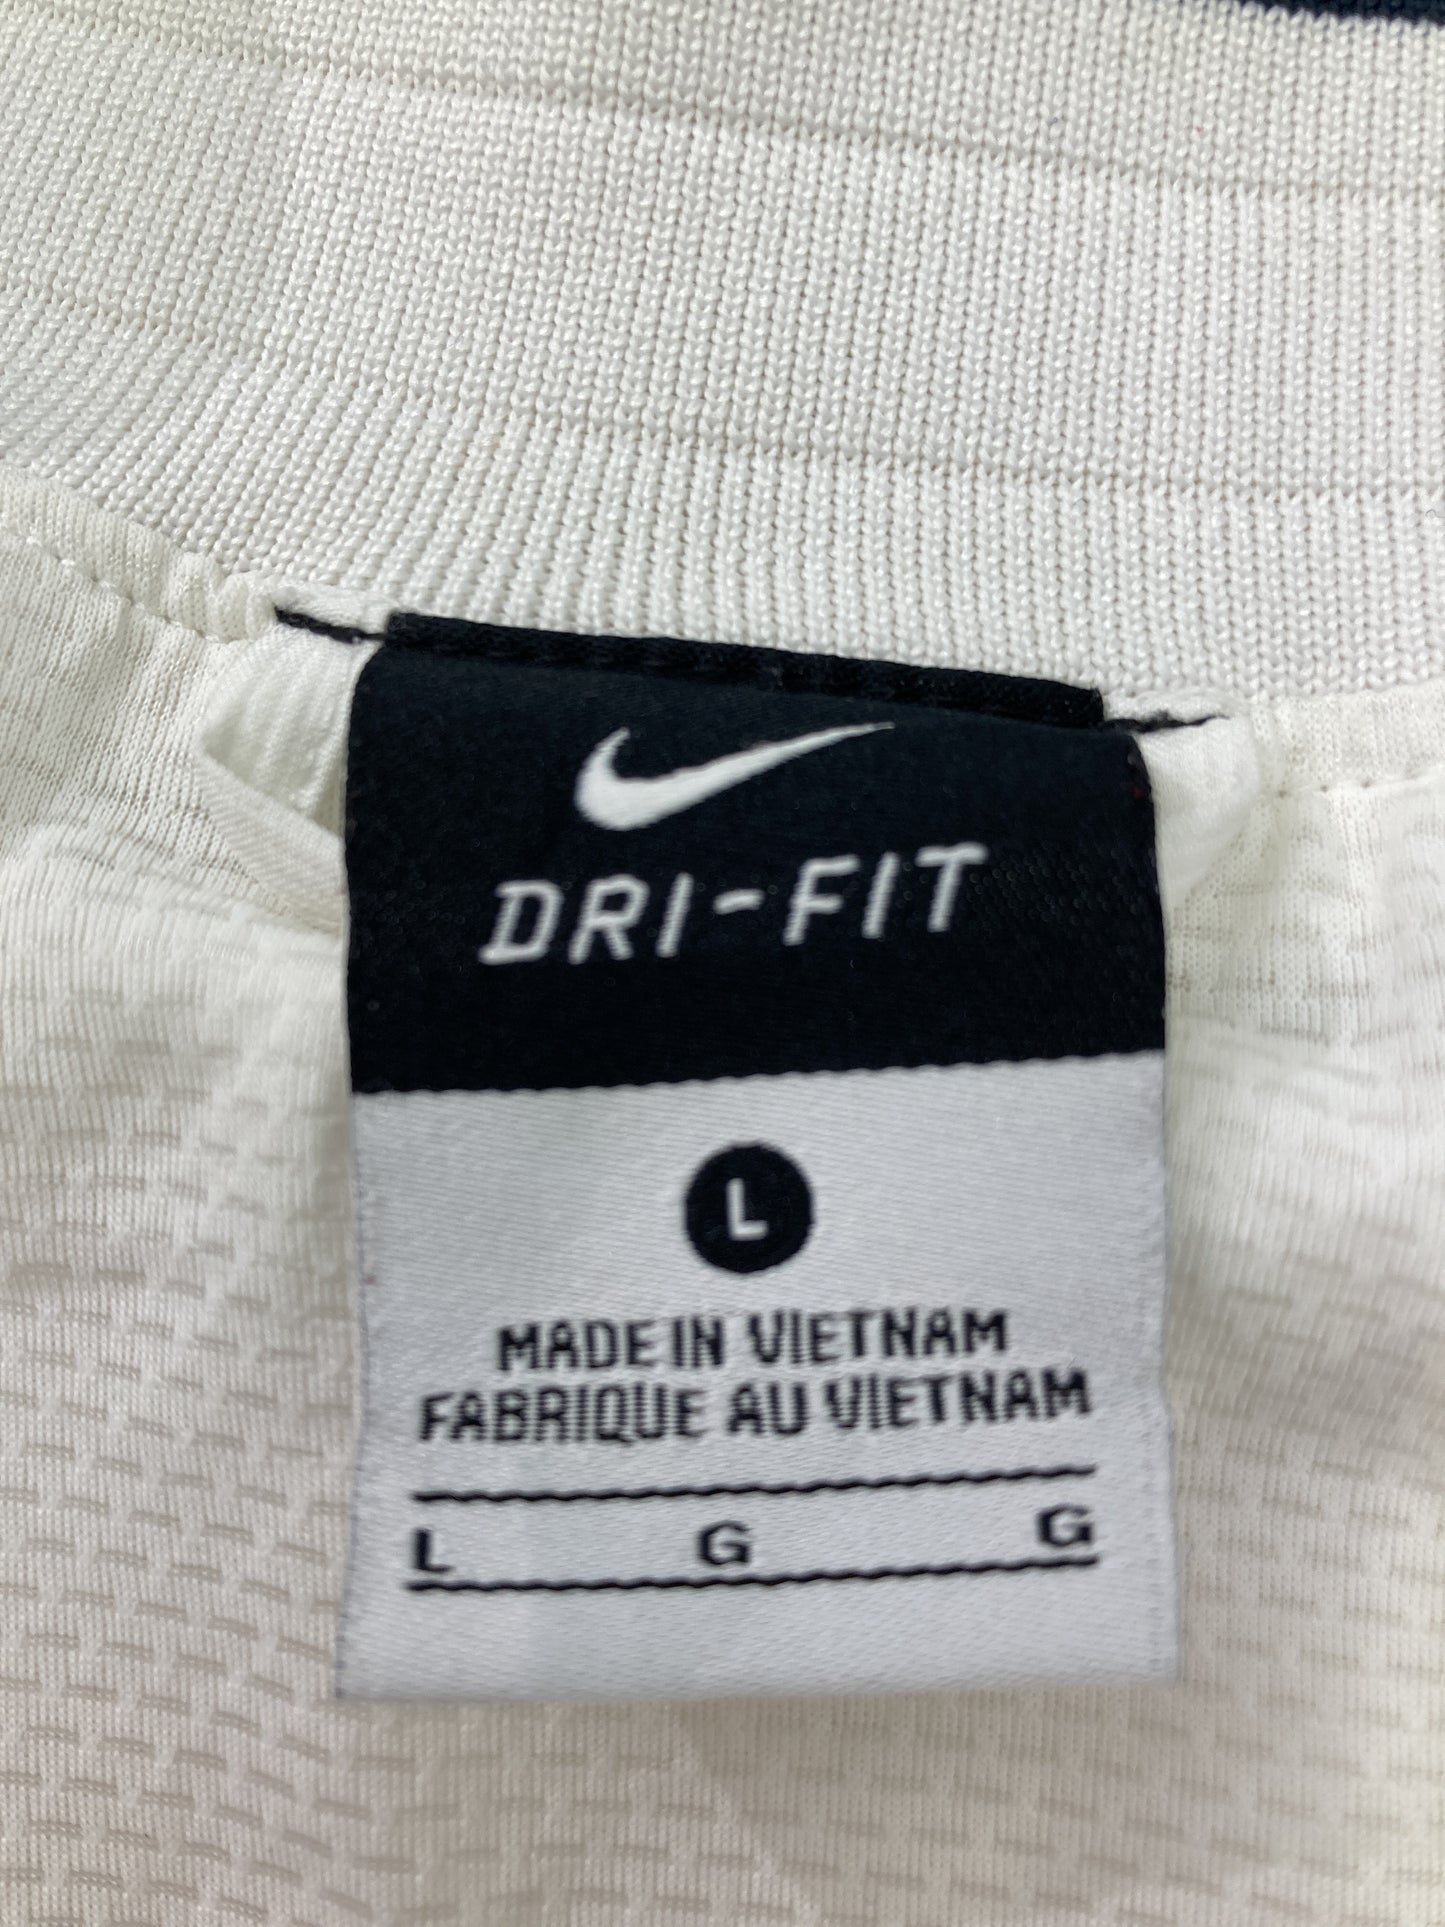 DRI-FIT
L
MADE IN VIETNAM
FABRIQUE AU VIETNAM
L G G